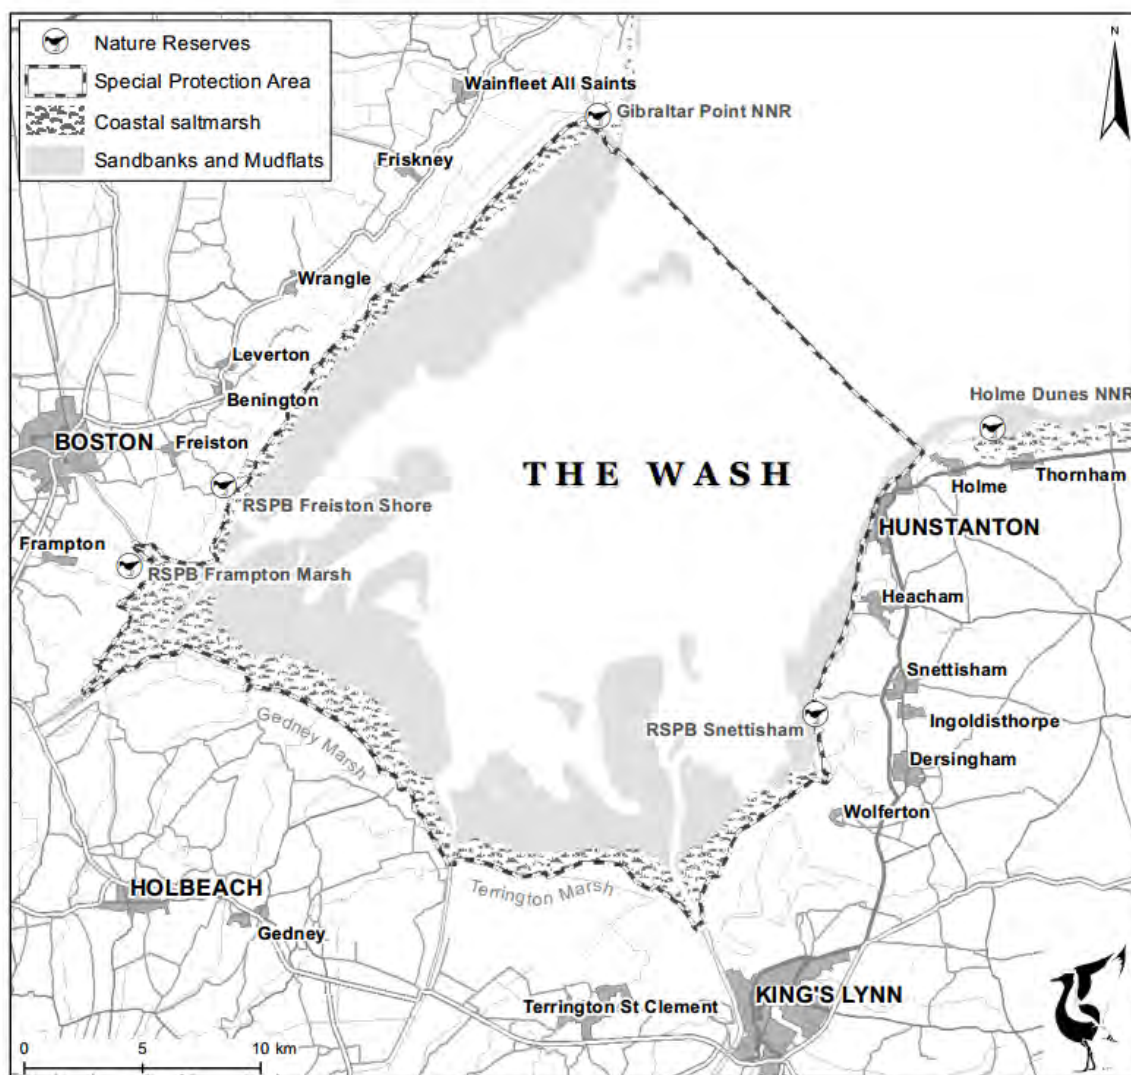 Nature Reserves
Special Protection Area
Coastal saltmarsh
Sandbanks and Mudflats
N
Wainfleet All Saints
Gibraltar Point NNR
Friskney
Wrangle
Leverton
Benington
Holme Dunes NNR
BOSTON
Freiston
THE WASH
Thornham
Holme
RSPB Freiston Shore
HUNSTANTON
Frampton
RSPB Frampton Marsh
Heacham
Snettisham
Gedney Marsh
RSPB Snettisham
Ingoldisthorpe
Dersingham
Wolferton
HOLBEACH
Terrington Marsh
Gedney
KING'S LYNN
Terrington St Clement
0 5 10 km